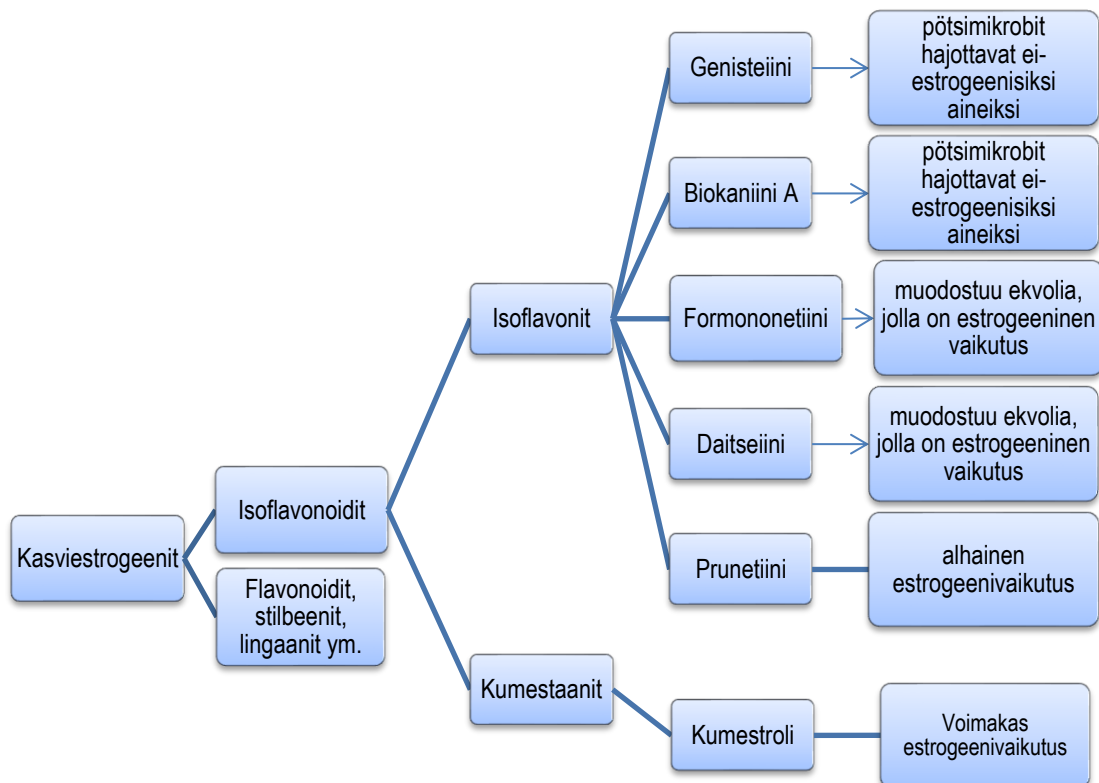 Genisteiini
pötsimikrobit
hajottavat ei-
estrogeenisiksi
aineiksi
Biokaniini A
pötsimikrobit
hajottavat ei-
estrogeenisiksi
aineiksi
Isoflavonit
Formononetiini
muodostuu ekvolia,
jolla on estrogeeninen
vaikutus
Daitseiini
muodostuu ekvolia,
jolla on estrogeeninen
vaikutus
Isoflavonoidit
Kasviestrogeenit
Prunetiini
alhainen
estrogeenivaikutus
Flavonoidit,
stilbeenit,
lingaanit ym.
Kumestaanit
Kumestroli
Voimakas
estrogeenivaikutus